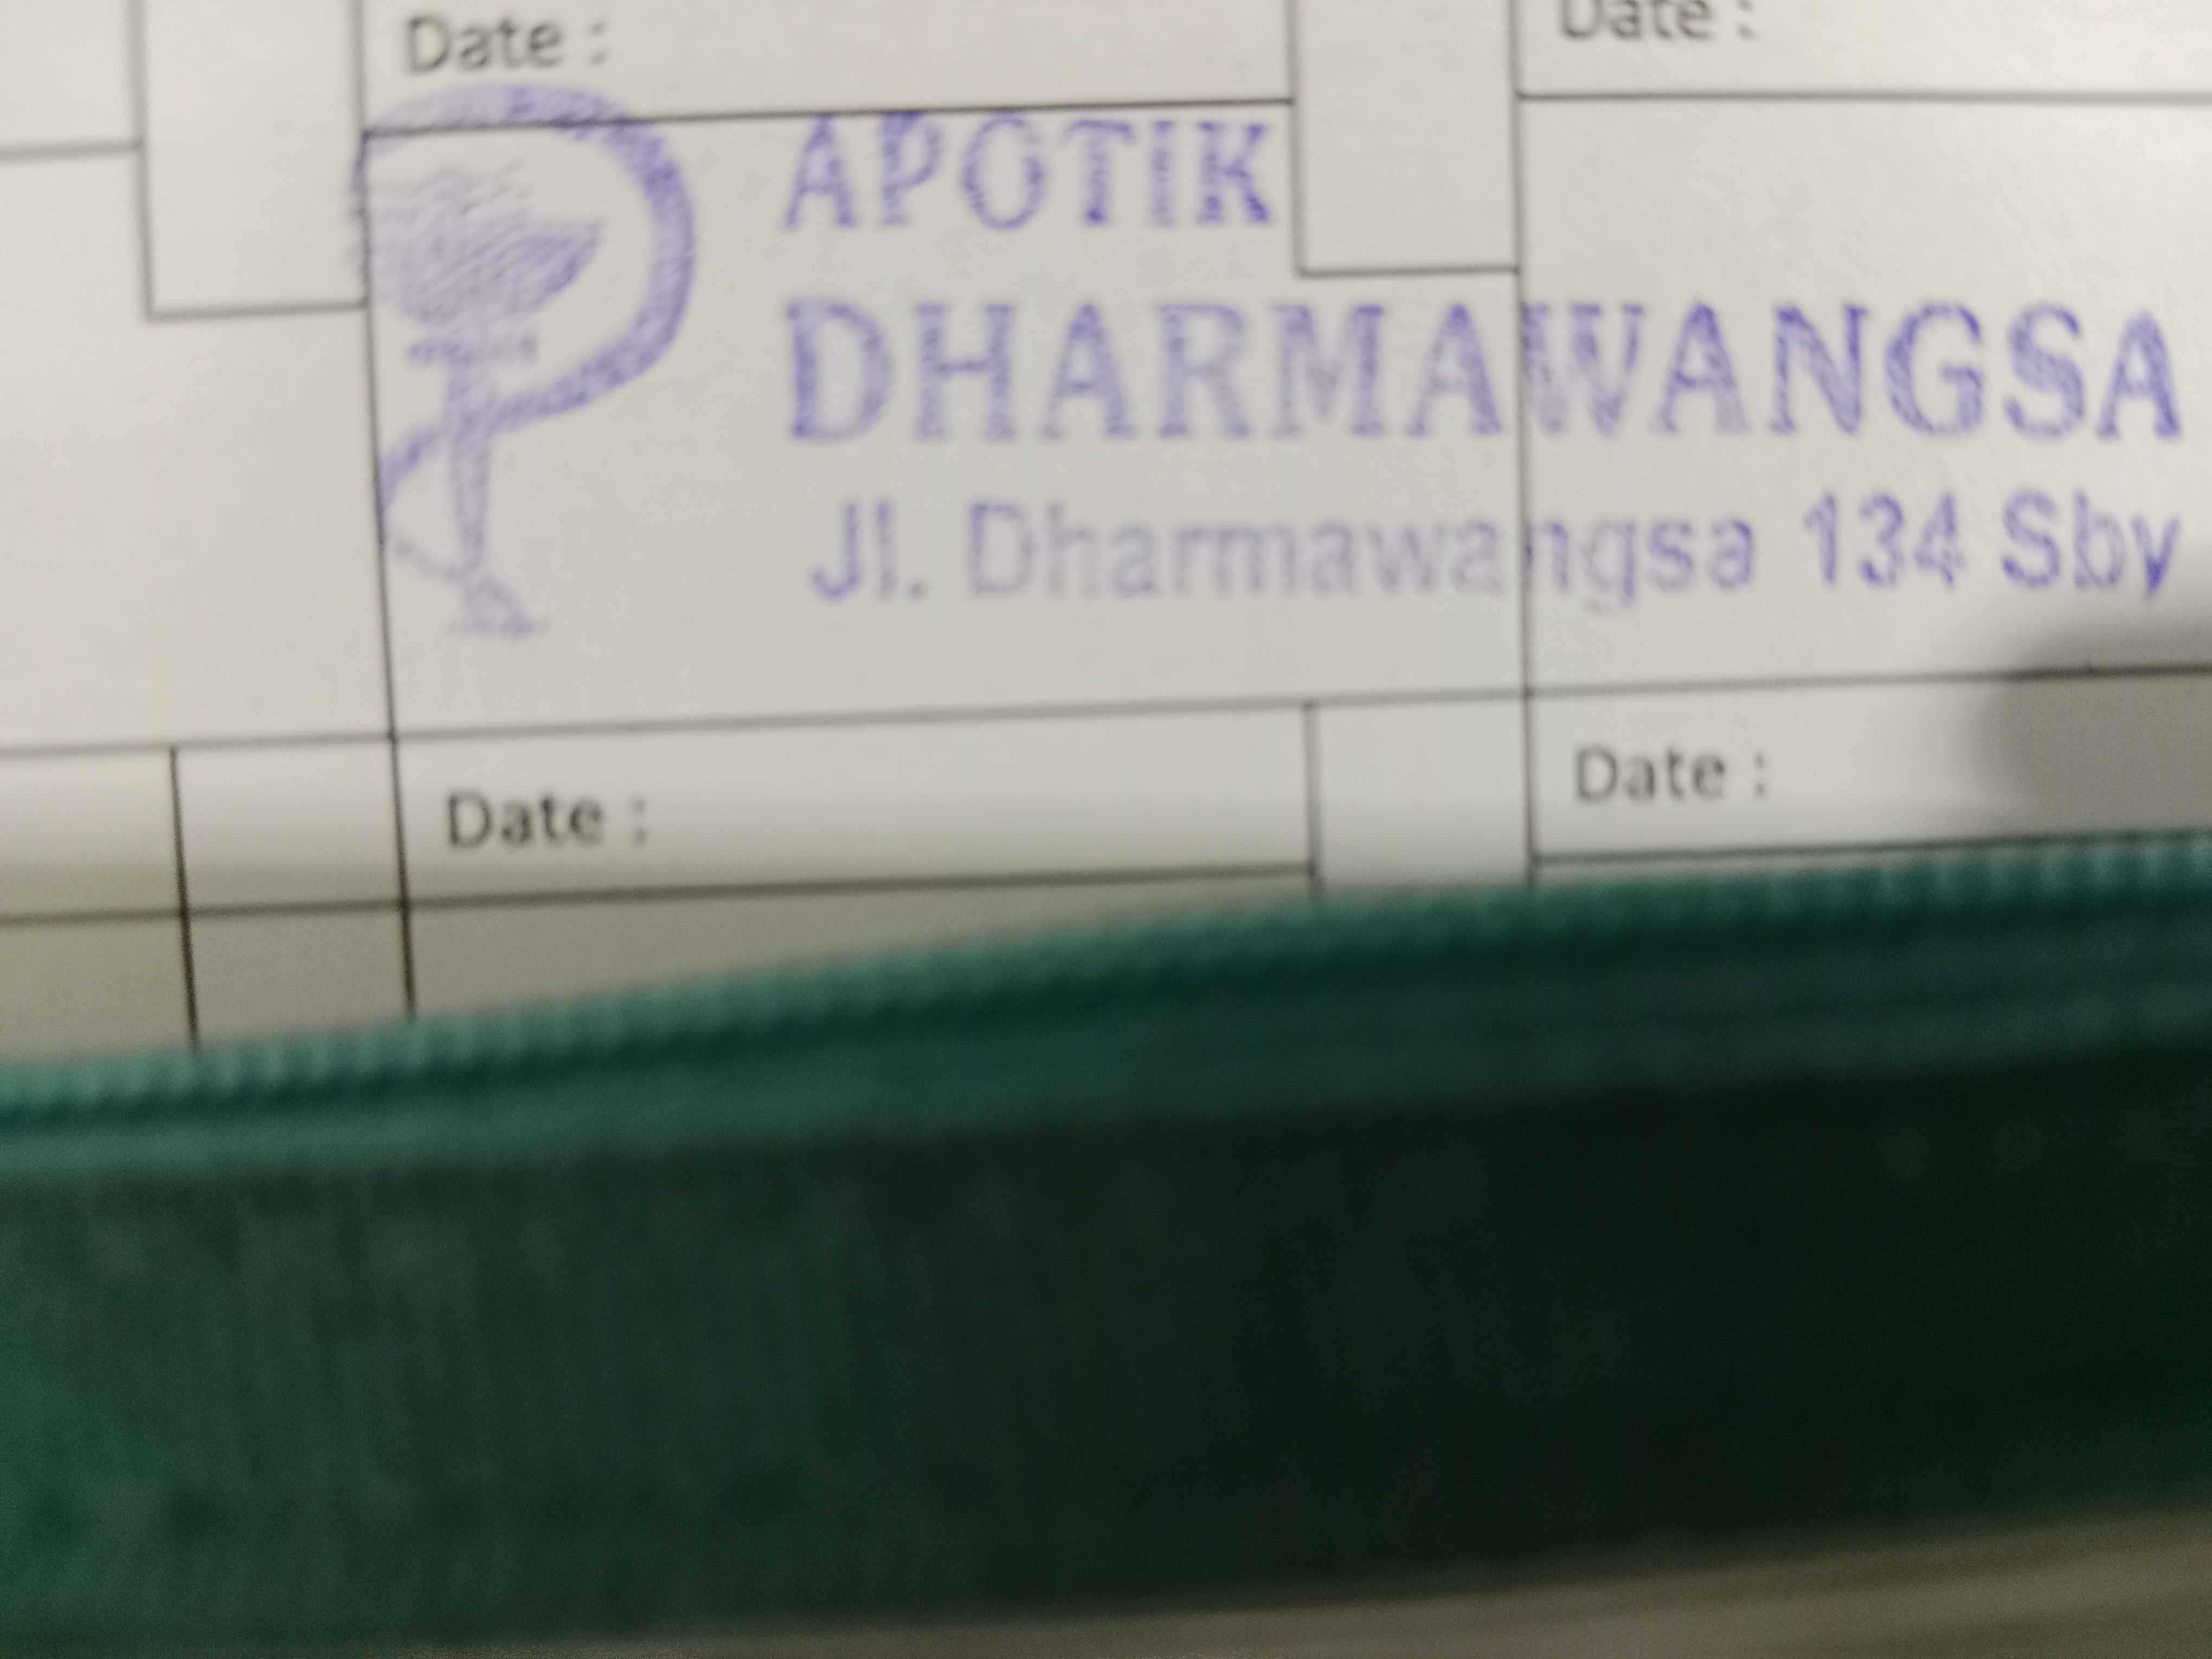 Date :
Date :
APOTIK
DHARMAWANGSA
Jl. Dharmawangsa 134 Sby
Date :
Date :